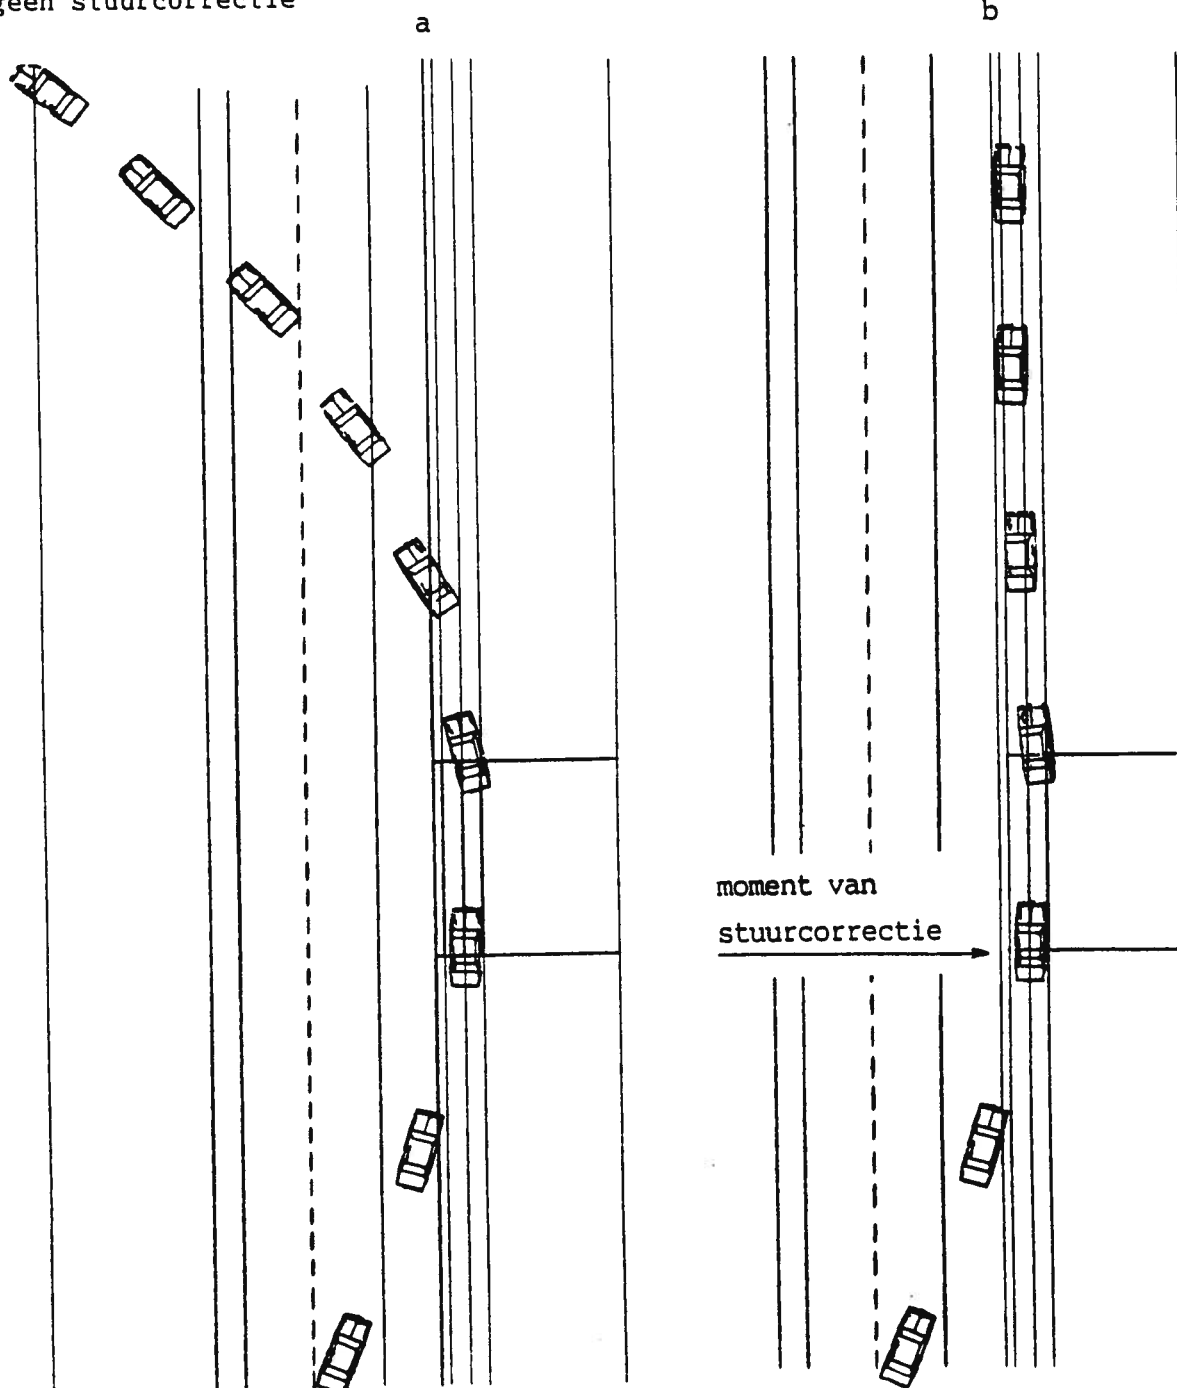 geen stuurcorrectie
a
b
moment van
stuurcorrectie